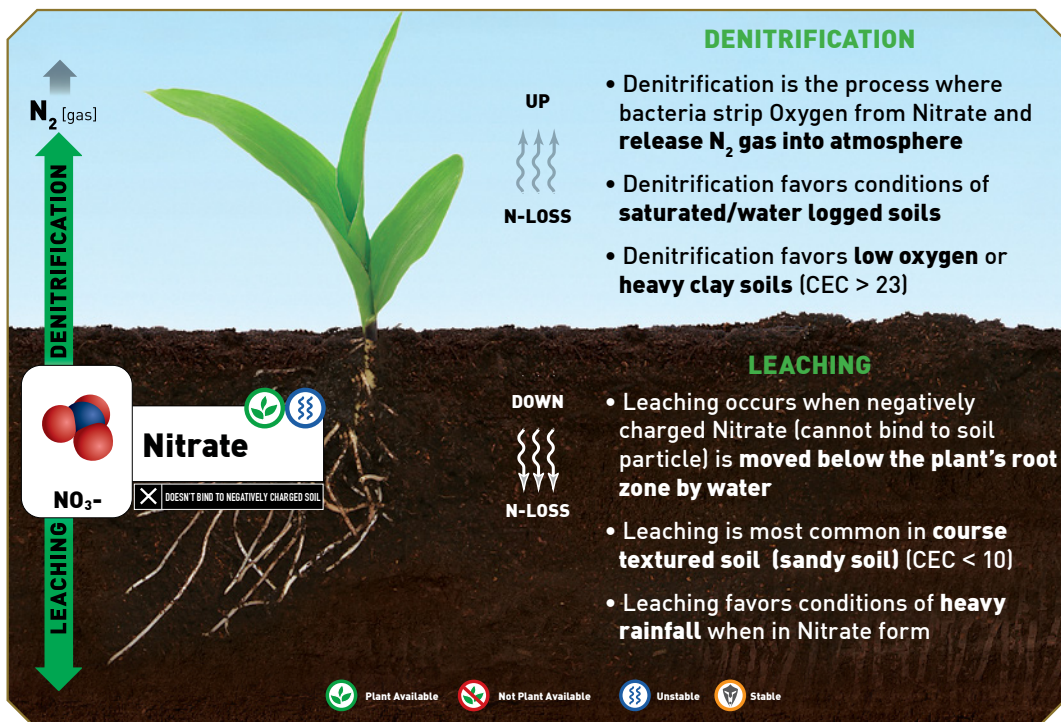 DENITRIFICATION
• Denitrification is the process where
bacteria strip Oxygen from Nitrate and
release N₂ gas into atmosphere
• Denitrification favors conditions of
saturated/water logged soils
• Denitrification favors low oxygen or
heavy clay soils (CEC > 23)
UP
N-LOSS
N₂ [gas]
DENITRIFICATION
Nitrate
NO₃-
DOESN'T BIND TO NEGATIVELY CHARGED SOIL
LEACHING
LEACHING
• Leaching occurs when negatively
charged Nitrate (cannot bind to soil
particle) is moved below the plant's root
zone by water
• Leaching is most common in course
textured soil (sandy soil) (CEC < 10)
• Leaching favors conditions of heavy
rainfall when in Nitrate form
DOWN
N-LOSS
Plant Available
Not Plant Available
Unstable
Stable